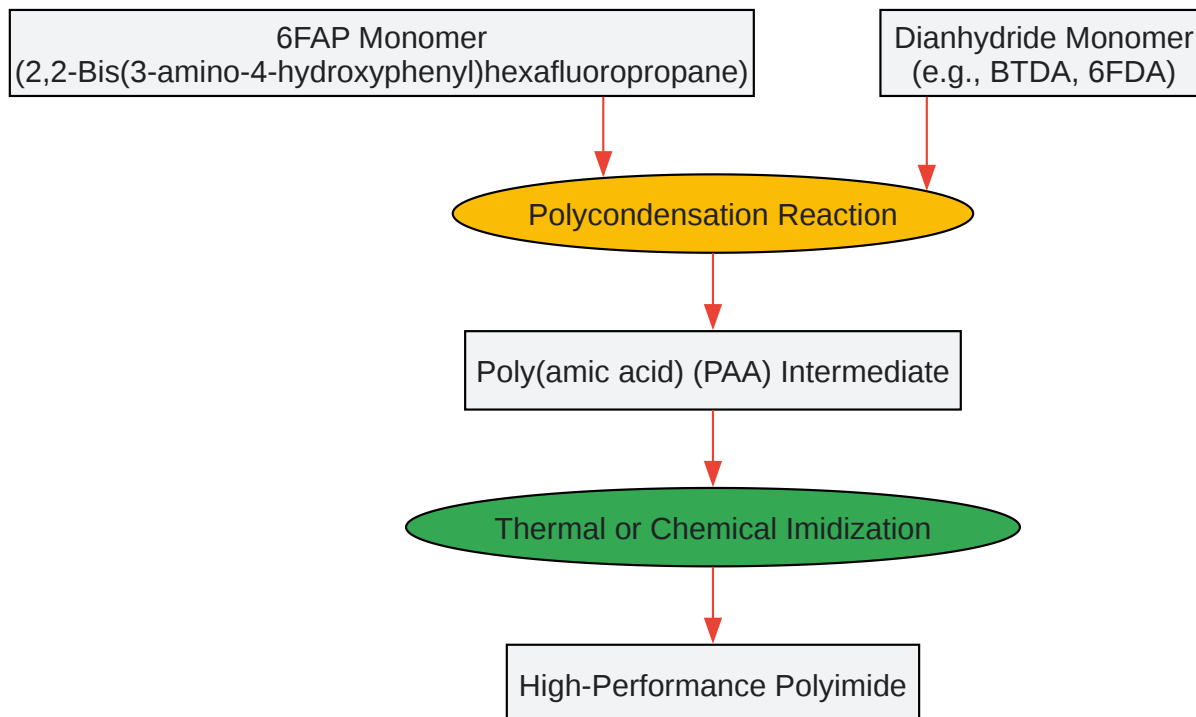 6FAP Monomer
(2,2-Bis(3-amino-4-hydroxyphenyl)hexafluoropropane)
Dianhydride Monomer
(e.g., BTDA, 6FDA)
Polycondensation Reaction
Poly(amic acid) (PAA) Intermediate
Thermal or Chemical Imidization
High-Performance Polyimide